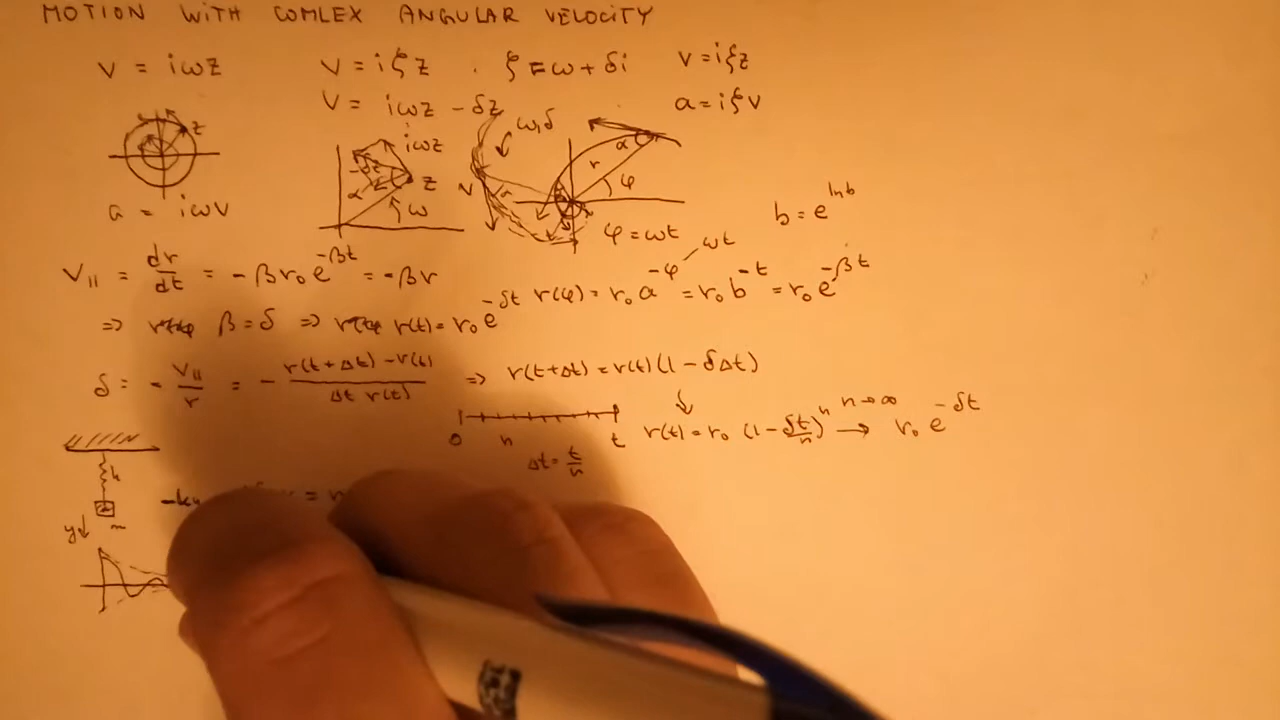 MOTION WITH COMLEX ANGULAR VELOCITY
v = iωz   v = iζz . ζ = ω + δi   v = iζz
v = iωz - δz   a = iζv
z   iωz   -δz   z   α   ω   ω, δ   v   r   α   r   φ
a = iωv   φ = ωt   b = e^{ln b}
v_{||} = dr/dt = -βr₀e^{-βt} = -βr   r(φ) = r₀a^{-φ} = r₀b^{-t} = r₀e^{-βt}   ωt
⇒ β = δ ⇒ r(t) = r₀e^{-δt}
δ = - v_{||}/r = - (r(t+Δt) - r(t))/(Δt r(t)) ⇒ r(t+Δt) = r(t)(1 - δΔt)
0   n   t   r(t) = r₀ (1 - δt/n)^n   n→∞ → r₀ e^{-δt}
Δt = t/n
k
m
y